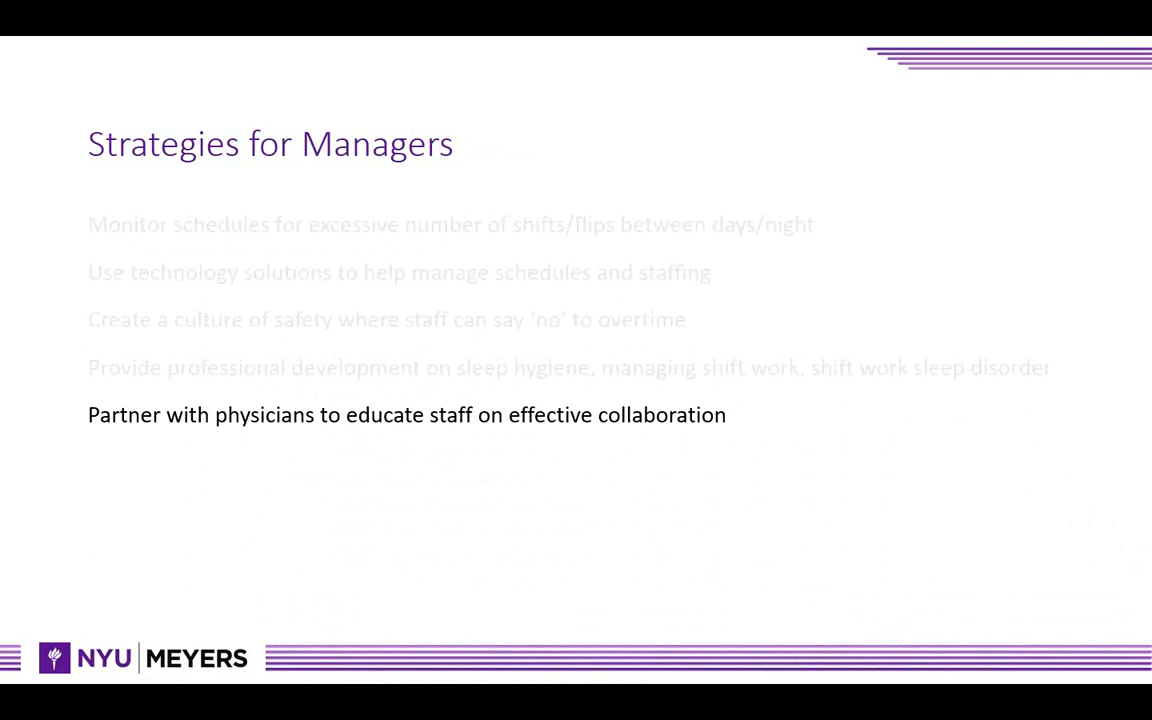 Strategies for Managers
Monitor schedules for excessive number of shifts/flips between days/night
Use technology solutions to help manage schedules and staffing
Create a culture of safety where staff can say ‘no’ to overtime
Provide professional development on sleep hygiene, managing shift work, shift work sleep disorder
Partner with physicians to educate staff on effective collaboration
NYU MEYERS